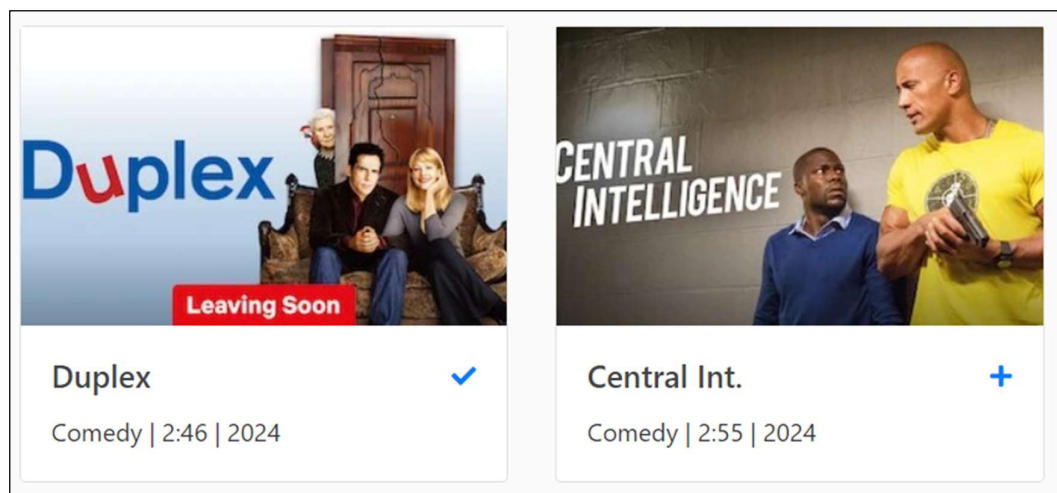 Duplex
Leaving Soon
Duplex
Comedy | 2:46 | 2024
CENTRAL
INTELLIGENCE
Central Int.
Comedy | 2:55 | 2024